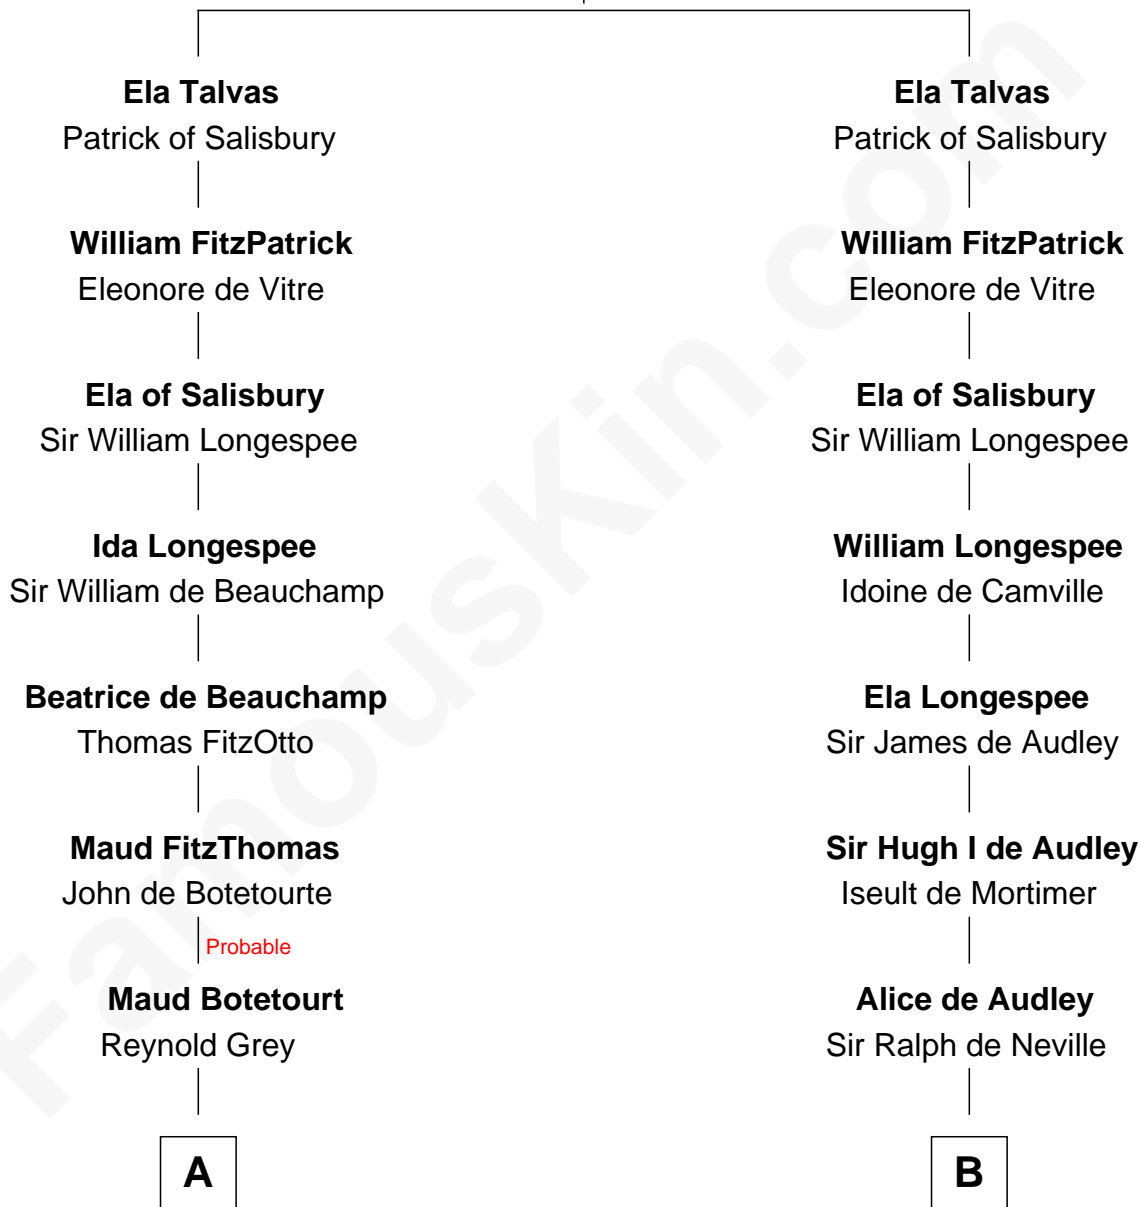 Ela Talvas
Patrick of Salisbury
William FitzPatrick
Eleonore de Vitre
Ela of Salisbury
Sir William Longespee
Ida Longespee
Sir William de Beauchamp
Beatrice de Beauchamp
Thomas FitzOtto
Maud FitzThomas
John de Botetourte
Probable
Maud Botetourt
Reynold Grey
A
Ela Talvas
Patrick of Salisbury
William FitzPatrick
Eleonore de Vitre
Ela of Salisbury
Sir William Longespee
William Longespee
Idoine de Camville
Ela Longespee
Sir James de Audley
Sir Hugh I de Audley
Iseult de Mortimer
Alice de Audley
Sir Ralph de Neville
B
FamousKin.com